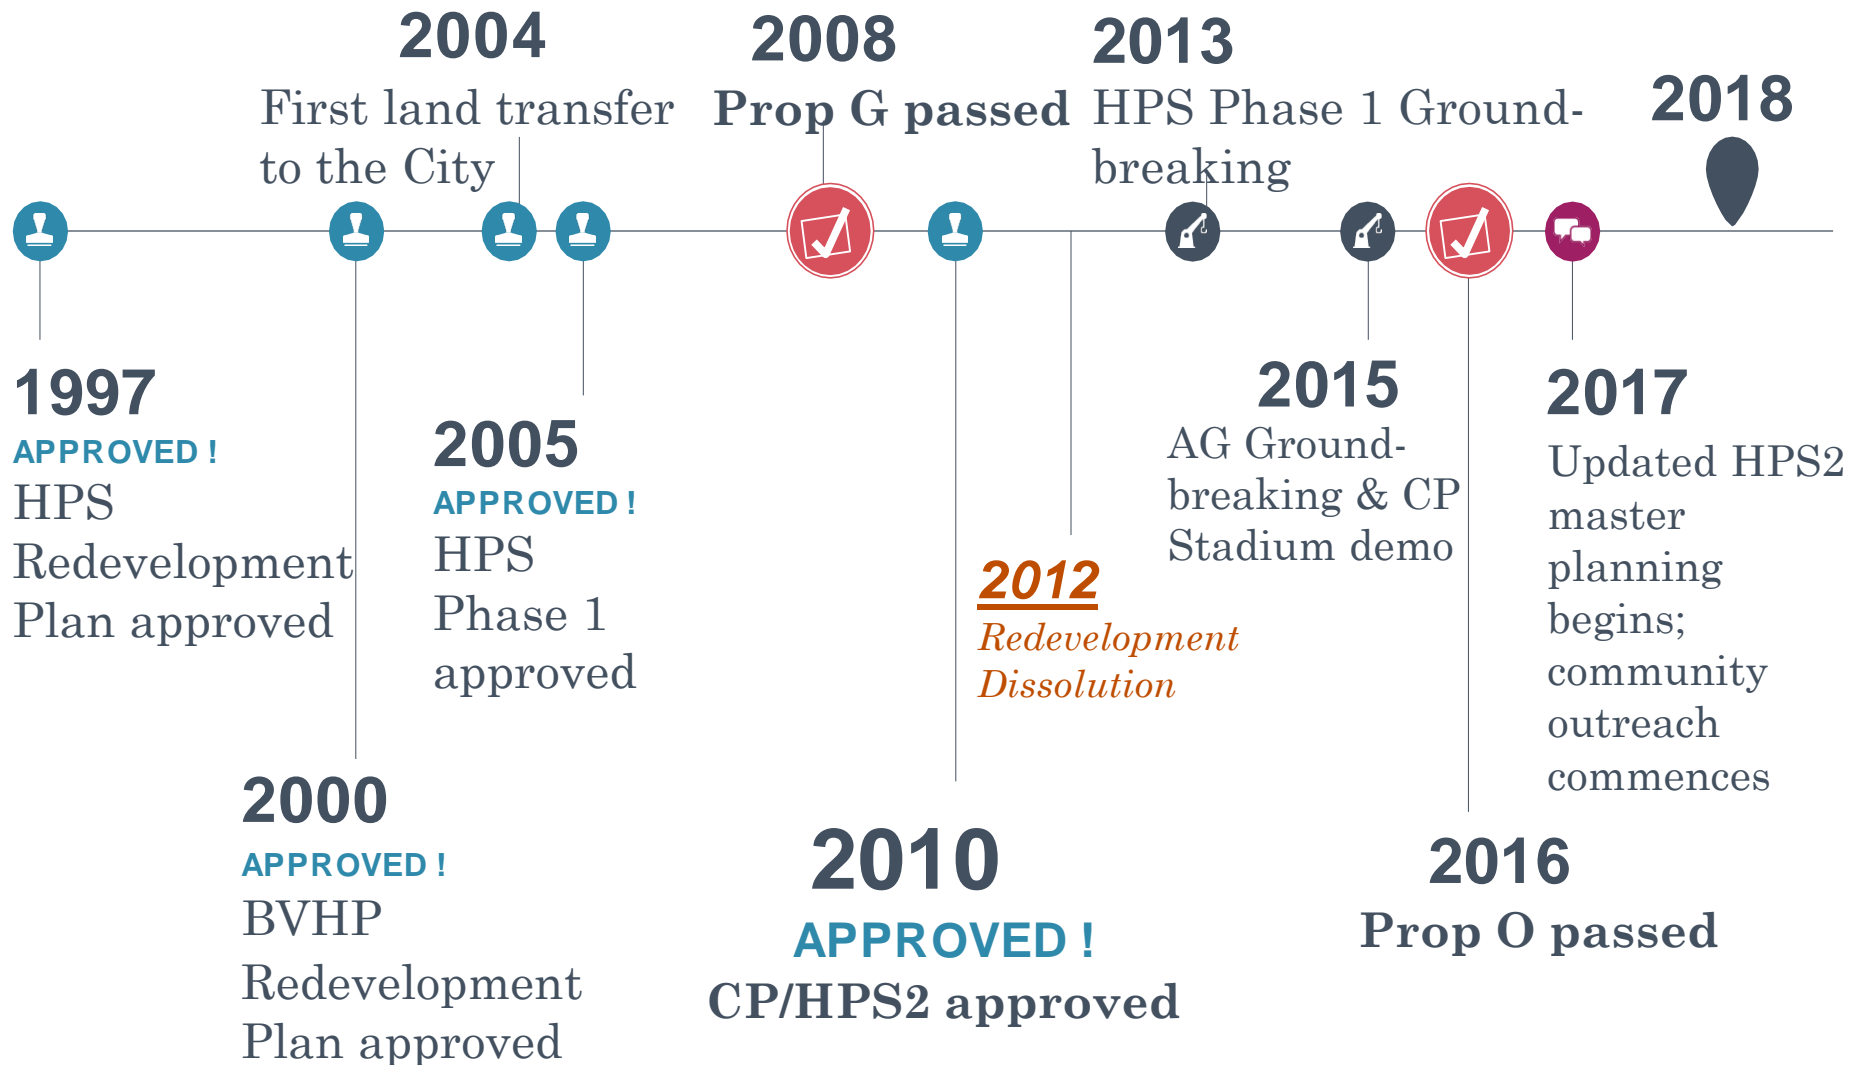 2004
First land transfer
to the City
2008
Prop G passed
2013
HPS Phase 1 Ground-
breaking
2018
1997
APPROVED !
HPS
Redevelopment
Plan approved
2000
APPROVED !
BVHP
Redevelopment
Plan approved
2005
APPROVED !
HPS
Phase 1
approved
2010
APPROVED !
CP/HPS2 approved
2012
Redevelopment
Dissolution
2015
AG Ground-
breaking & CP
Stadium demo
2016
Prop O passed
2017
Updated HPS2
master
planning
begins;
community
outreach
commences